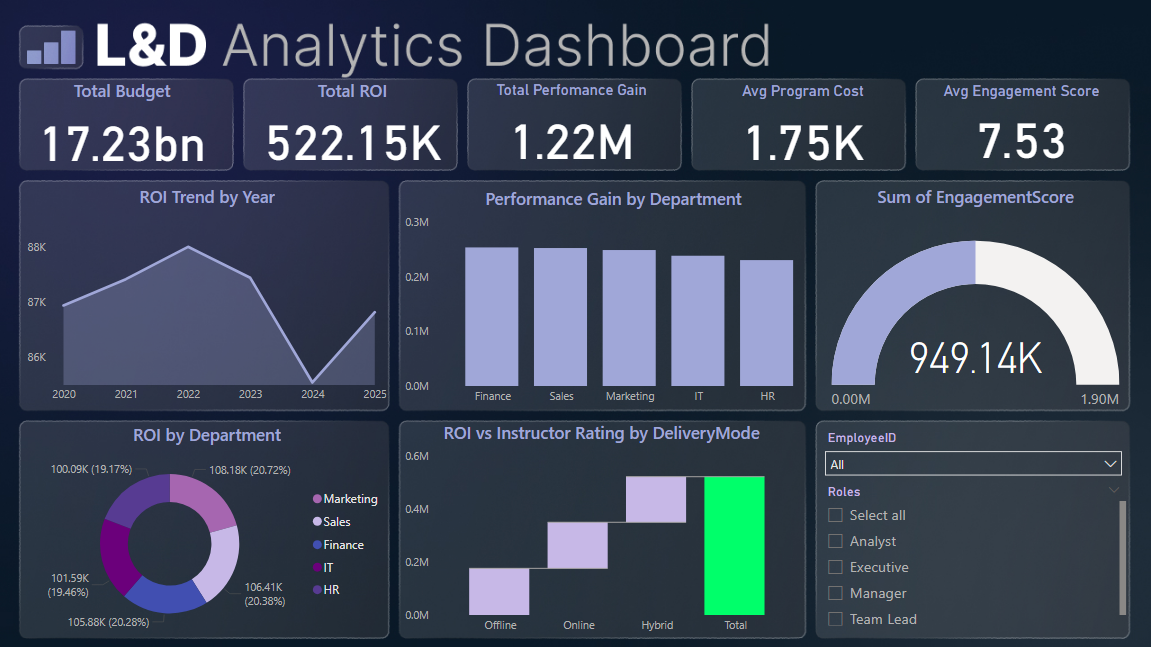 L&D Analytics Dashboard
Total Budget
17.23bn
Total ROI
522.15K
Total Perfomance Gain
1.22M
Avg Program Cost
1.75K
Avg Engagement Score
7.53
ROI Trend by Year
88K
87K
86K
2020 2021 2022 2023 2024 2025
Performance Gain by Department
0.3M
0.2M
0.1M
0.0M
Finance Sales Marketing IT HR
Sum of EngagementScore
949.14K
0.00M 1.90M
ROI by Department
100.09K (19.17%)
108.18K (20.72%)
101.59K
(19.46%)
106.41K
(20.38%)
105.88K (20.28%)
Marketing
Sales
Finance
IT
HR
ROI vs Instructor Rating by DeliveryMode
0.6M
0.4M
0.2M
0.0M
Offline Online Hybrid Total
EmployeeID
All
Roles
Select all
Analyst
Executive
Manager
Team Lead